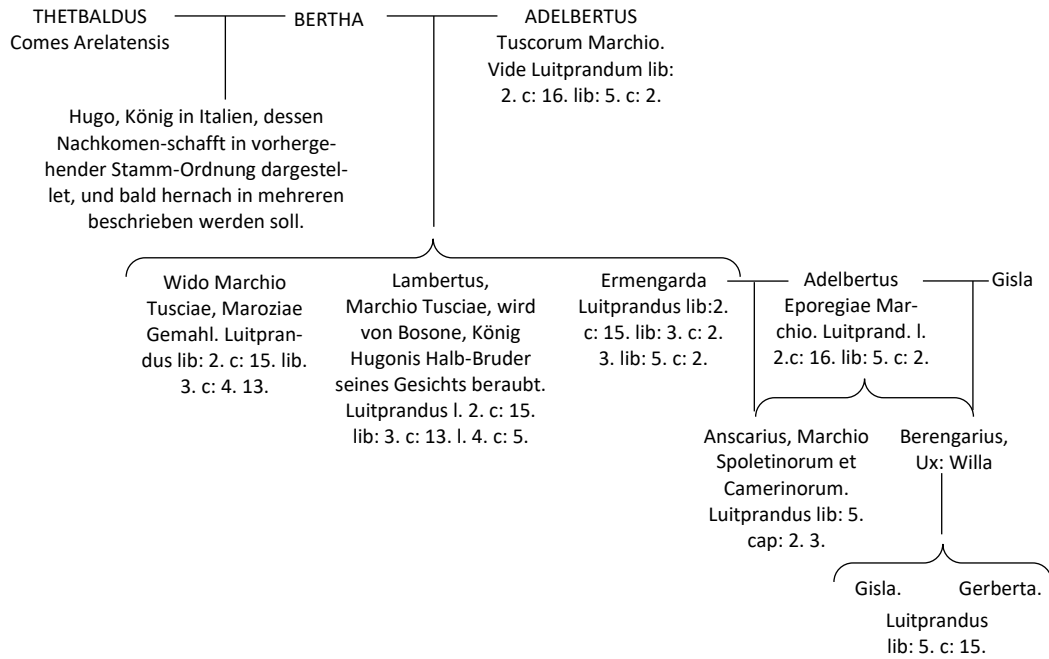 THETBALDUS
Comes Arelatensis
BERTHA
ADELBERTUS
Tuscorum Marchio.
Vide Luitprandum lib:
2. c: 16. lib: 5. c: 2.
Hugo, König in Italien, dessen
Nachkomen-schafft in vorherge-
hender Stamm-Ordnung dargestel-
let, und bald hernach in mehreren
beschrieben werden soll.
Wido Marchio
Tusciae, Maroziae
Gemahl. Luitpran-
dus lib: 2. c: 15. lib.
3. c: 4. 13.
Lambertus,
Marchio Tusciae, wird
von Bosone, König
Hugonis Halb-Bruder
seines Gesichts beraubt.
Luitprandus l. 2. c: 15.
lib: 3. c: 13. l. 4. c: 5.
Ermengarda
Luitprandus lib:2.
c: 15. lib: 3. c: 2.
3. lib: 5. c: 2.
Adelbertus
Eporegiae Mar-
chio. Luitprand. l.
2.c: 16. lib: 5. c: 2.
Gisla
Anscarius, Marchio
Spoletinorum et
Camerinorum.
Luitprandus lib: 5.
cap: 2. 3.
Berengarius,
Ux: Willa
Gisla.
Gerberta.
Luitprandus
lib: 5. c: 15.